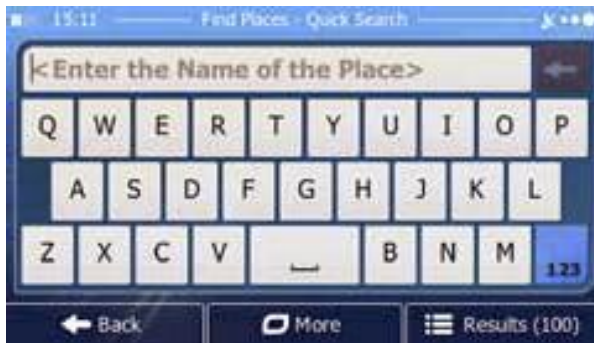 15:11 Find Places - Quick Search
<Enter the Name of the Place>
Q W E R T Y U I O P
A S D F G H J K L
Z X C V B N M 123
Back More Results (100)